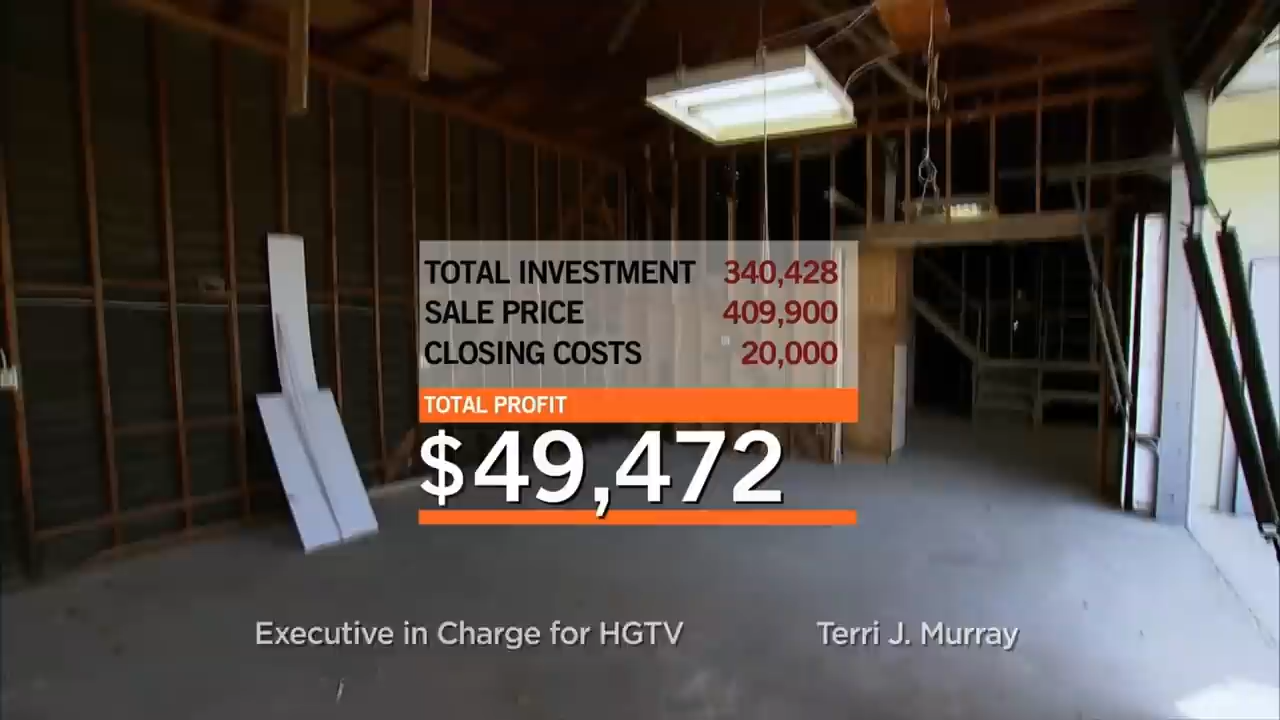 TOTAL INVESTMENT 340,428
SALE PRICE 409,900
CLOSING COSTS 20,000
TOTAL PROFIT
$49,472
Executive in Charge for HGTV Terri J. Murray